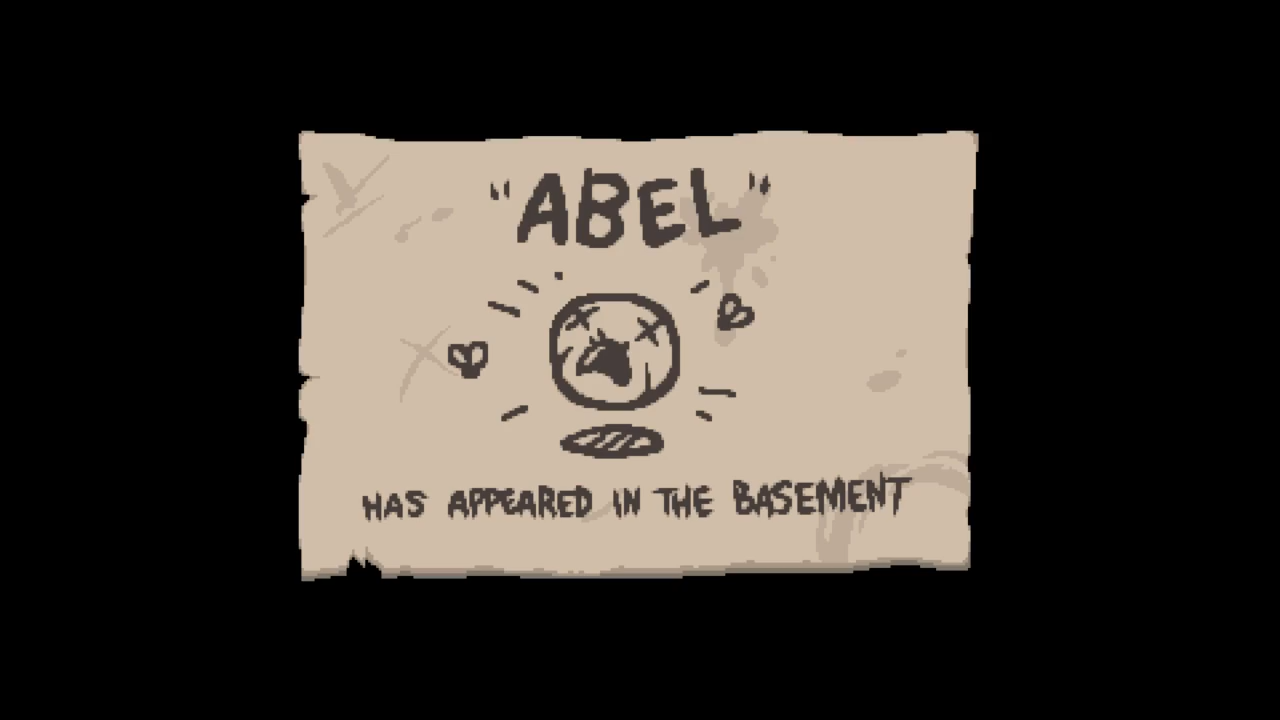 "ABEL"
HAS APPEARED IN THE BASEMENT